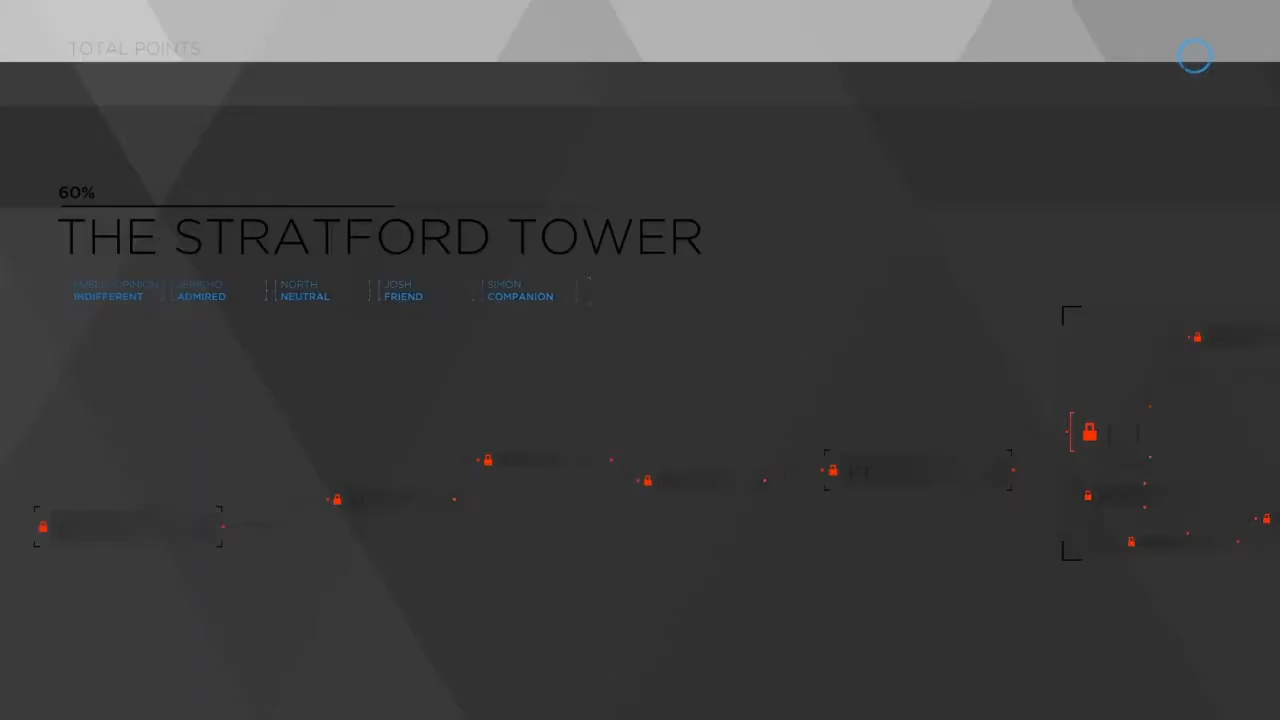 TOTAL POINTS
60%
THE STRATFORD TOWER
PUBLIC OPINION JERICHO NORTH JOSH SIMON
INDIFFERENT ADMIRED NEUTRAL FRIEND COMPANION